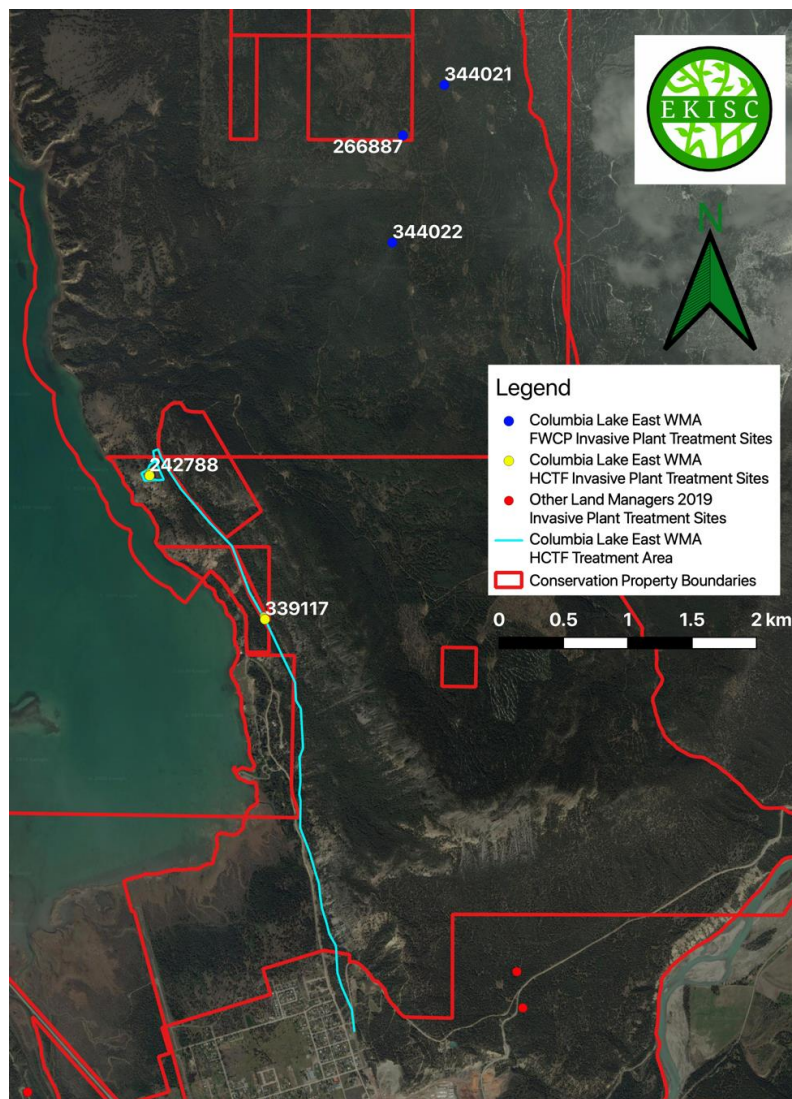 344021
266887
344022
EKISC
N
Legend
Columbia Lake East WMA
FWCP Invasive Plant Treatment Sites
Columbia Lake East WMA
HCTF Invasive Plant Treatment Sites
Other Land Managers 2019
Invasive Plant Treatment Sites
Columbia Lake East WMA
HCTF Treatment Area
Conservation Property Boundaries
0 0.5 1 1.5 2 km
242788
339117